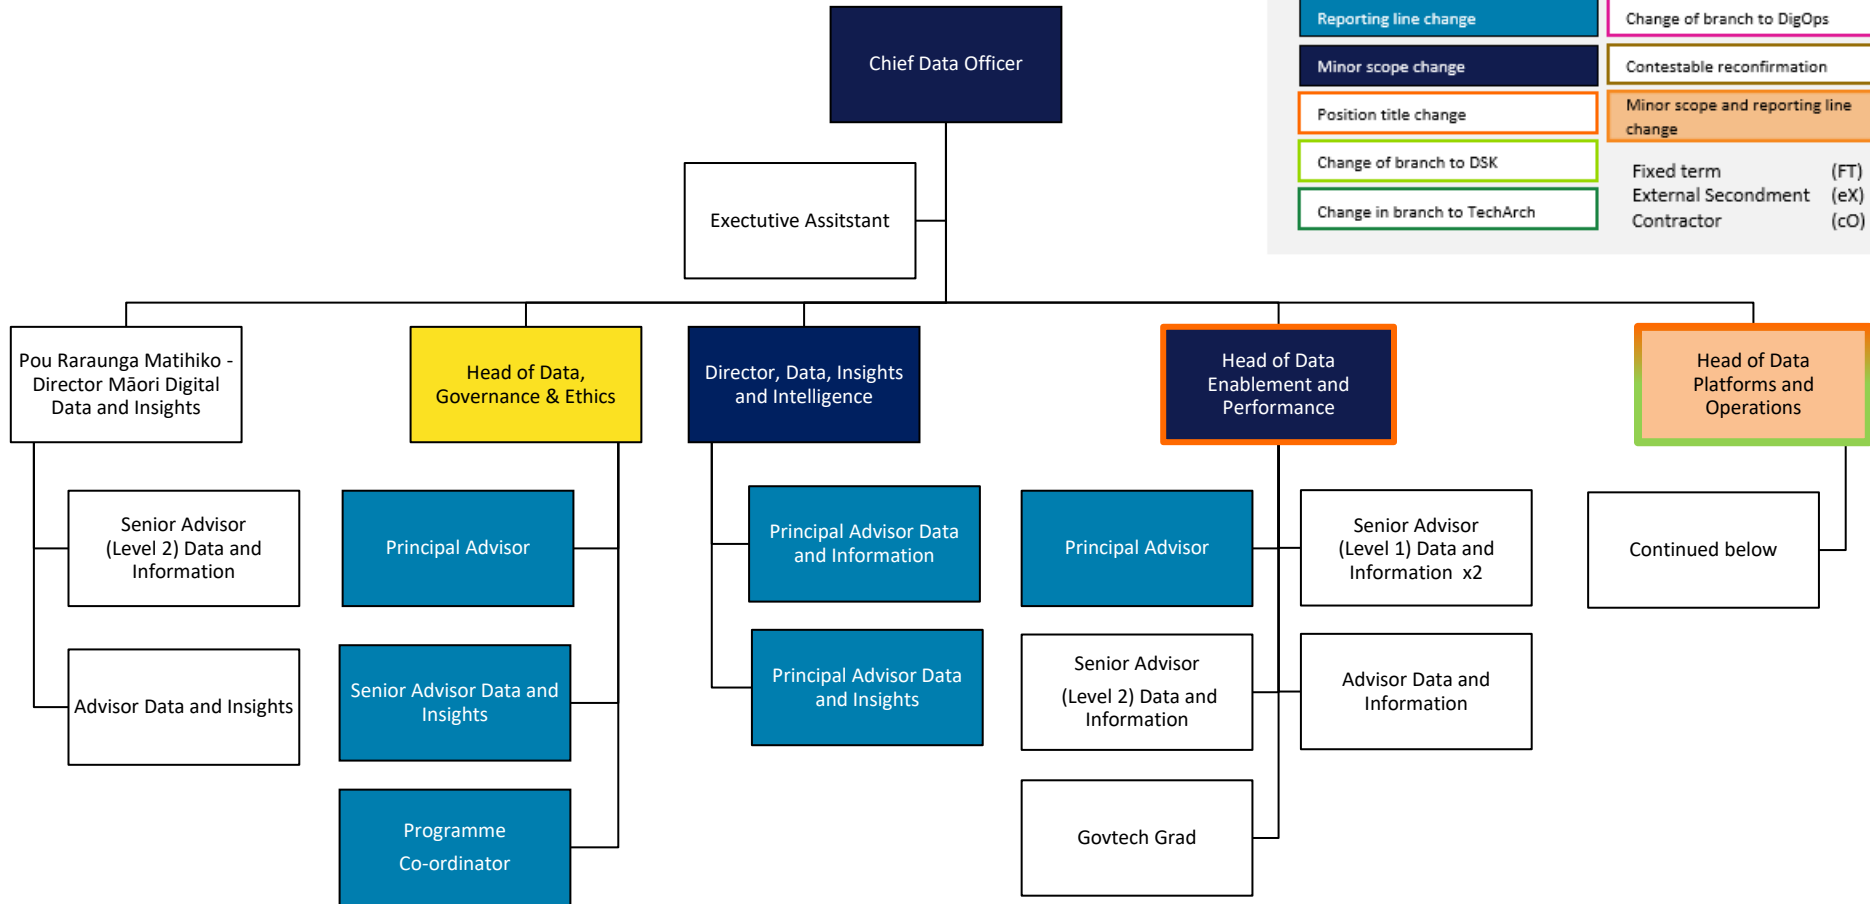 Chief Data Officer
Reporting line change
Change of branch to DigOps
Minor scope change
Contestable reconfirmation
Position title change
Minor scope and reporting line
change
Change of branch to DSK
Change in branch to TechArch
Fixed term (FT)
External Secondment (eX)
Contractor (cO)
Exectutive Assitstant
Pou Raraunga Matihiko -
Director Māori Digital
Data and Insights
Head of Data,
Governance & Ethics
Director, Data, Insights
and Intelligence
Head of Data
Enablement and
Performance
Head of Data
Platforms and
Operations
Senior Advisor
(Level 2) Data and
Information
Principal Advisor
Principal Advisor Data
and Information
Principal Advisor
Senior Advisor
(Level 1) Data and
Information x2
Continued below
Advisor Data and Insights
Senior Advisor Data and
Insights
Principal Advisor Data
and Insights
Senior Advisor
(Level 2) Data and
Information
Advisor Data and
Information
Programme
Co-ordinator
Govtech Grad